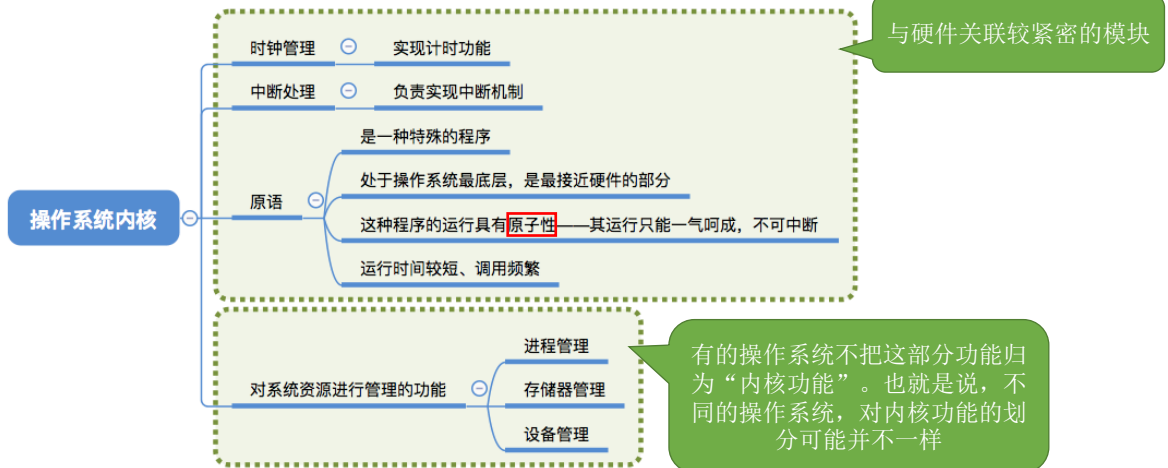 与硬件关联较紧密的模块
时钟管理
实现计时功能
中断处理
负责实现中断机制
是一种特殊的程序
处于操作系统最底层，是最接近硬件的部分
原语
这种程序的运行具有原子性——其运行只能一气呵成，不可中断
运行时间较短、调用频繁
操作系统内核
对系统资源进行管理的功能
进程管理
存储器管理
设备管理
有的操作系统不把这部分功能归
为“内核功能”。也就是说，不
同的操作系统，对内核功能的划
分可能并不一样